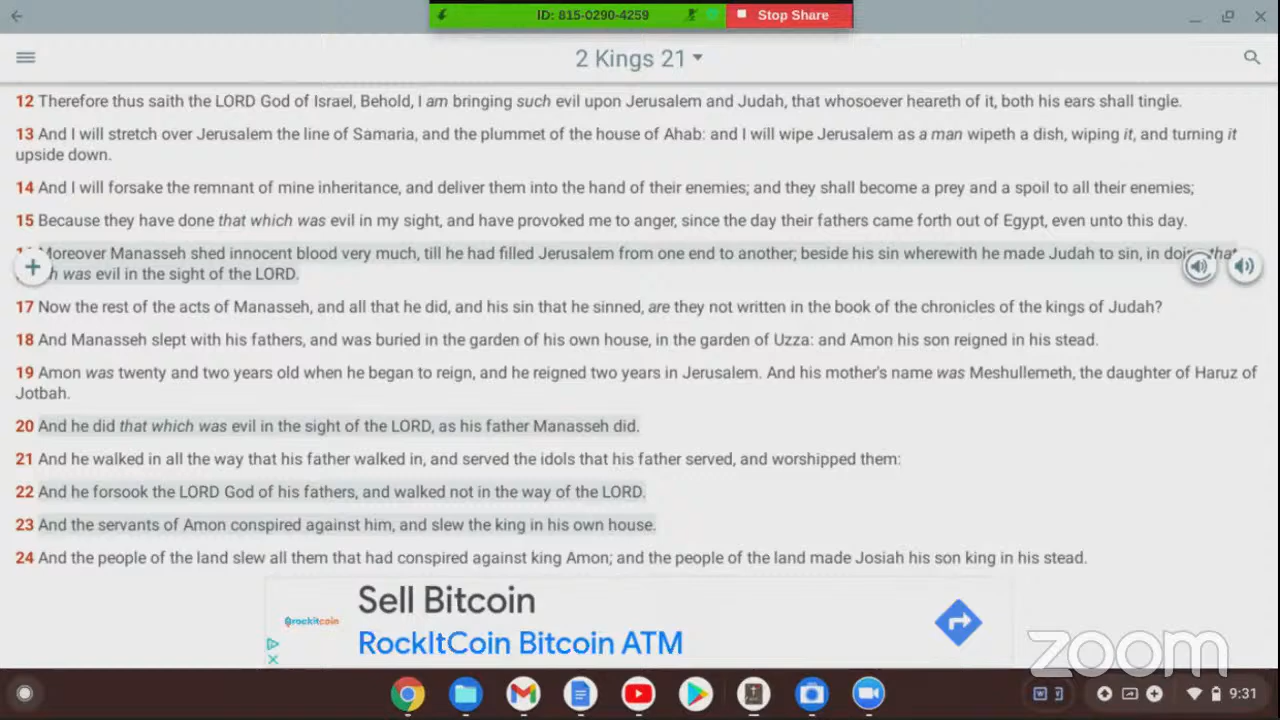 ID: 815-0290-4259
Stop Share
2 Kings 21
12 Therefore thus saith the LORD God of Israel, Behold, I am bringing such evil upon Jerusalem and Judah, that whosoever heareth of it, both his ears shall tingle.
13 And I will stretch over Jerusalem the line of Samaria, and the plummet of the house of Ahab: and I will wipe Jerusalem as a man wipeth a dish, wiping it, and turning it
upside down.
14 And I will forsake the remnant of mine inheritance, and deliver them into the hand of their enemies; and they shall become a prey and a spoil to all their enemies;
15 Because they have done that which was evil in my sight, and have provoked me to anger, since the day their fathers came forth out of Egypt, even unto this day.
Moreover Manasseh shed innocent blood very much, till he had filled Jerusalem from one end to another; beside his sin wherewith he made Judah to sin, in doing that
was evil in the sight of the LORD.
17 Now the rest of the acts of Manasseh, and all that he did, and his sin that he sinned, are they not written in the book of the chronicles of the kings of Judah?
18 And Manasseh slept with his fathers, and was buried in the garden of his own house, in the garden of Uzza: and Amon his son reigned in his stead.
19 Amon was twenty and two years old when he began to reign, and he reigned two years in Jerusalem. And his mother's name was Meshullemeth, the daughter of Haruz of
Jotbah.
20 And he did that which was evil in the sight of the LORD, as his father Manasseh did.
21 And he walked in all the way that his father walked in, and served the idols that his father served, and worshipped them:
22 And he forsook the LORD God of his fathers, and walked not in the way of the LORD.
23 And the servants of Amon conspired against him, and slew the king in his own house.
24 And the people of the land slew all them that had conspired against king Amon; and the people of the land made Josiah his son king in his stead.
Sell Bitcoin
rockitcoin
RockItCoin Bitcoin ATM
zoom
9:31